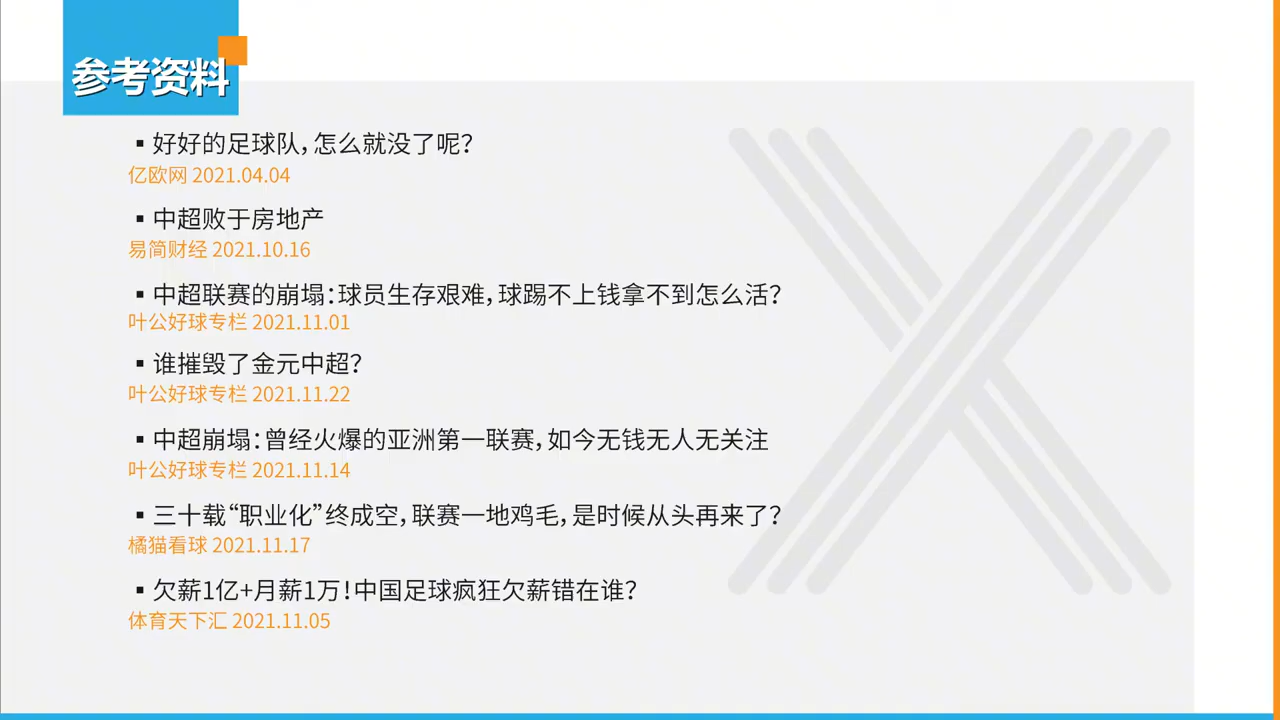 参考资料
▪ 好好的足球队，怎么就没了呢？
亿欧网 2021.04.04
▪ 中超败于房地产
易简财经 2021.10.16
▪ 中超联赛的崩塌：球员生存艰难，球踢不上钱拿不到怎么活？
叶公好球专栏 2021.11.01
▪ 谁摧毁了金元中超？
叶公好球专栏 2021.11.22
▪ 中超崩塌：曾经火爆的亚洲第一联赛，如今无钱无人无关注
叶公好球专栏 2021.11.14
▪ 三十载“职业化”终成空，联赛一地鸡毛，是时候从头再来了？
橘猫看球 2021.11.17
▪ 欠薪1亿+月薪1万！中国足球疯狂欠薪错在谁？
体育天下汇 2021.11.05